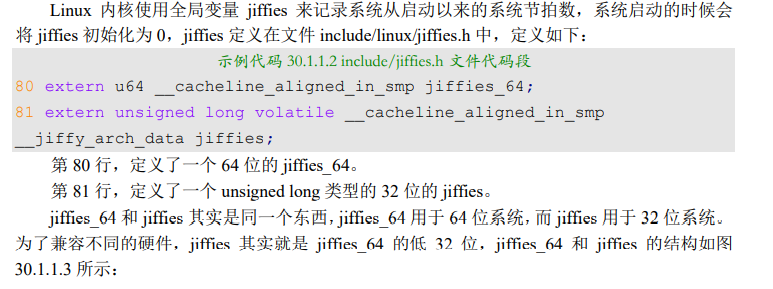 Linux 内核使用全局变量 jiffies 来记录系统从启动以来的系统节拍数，系统启动的时候会
将 jiffies 初始化为 0，jiffies 定义在文件 include/linux/jiffies.h 中，定义如下：
示例代码 30.1.1.2 include/jiffies.h 文件代码段
80 extern u64 __cacheline_aligned_in_smp jiffies_64;
81 extern unsigned long volatile __cacheline_aligned_in_smp
__jiffy_arch_data jiffies;
第 80 行，定义了一个 64 位的 jiffies_64。
第 81 行，定义了一个 unsigned long 类型的 32 位的 jiffies。
jiffies_64 和 jiffies 其实是同一个东西，jiffies_64 用于 64 位系统，而 jiffies 用于 32 位系统。
为了兼容不同的硬件，jiffies 其实就是 jiffies_64 的低 32 位，jiffies_64 和 jiffies 的结构如图
30.1.1.3 所示：